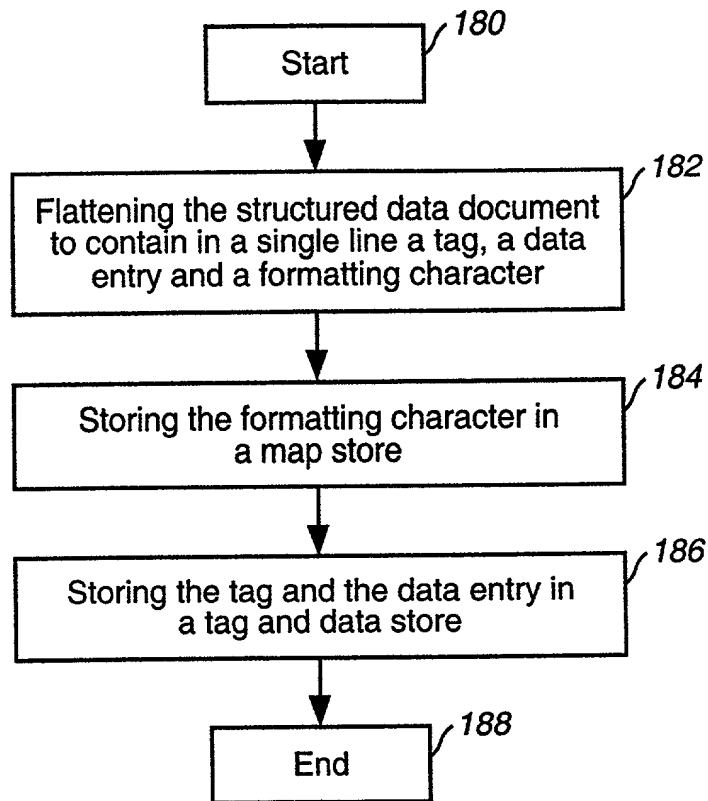 180
Start
182
Flattening the structured data document
to contain in a single line a tag, a data
entry and a formatting character
184
Storing the formatting character in
a map store
186
Storing the tag and the data entry in
a tag and data store
188
End